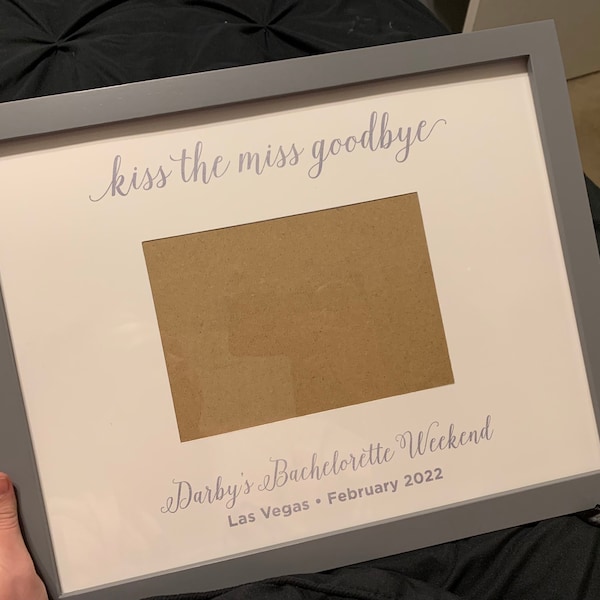 kiss the miss goodbye
Darby's Bachelorette Weekend
Las Vegas • February 2022